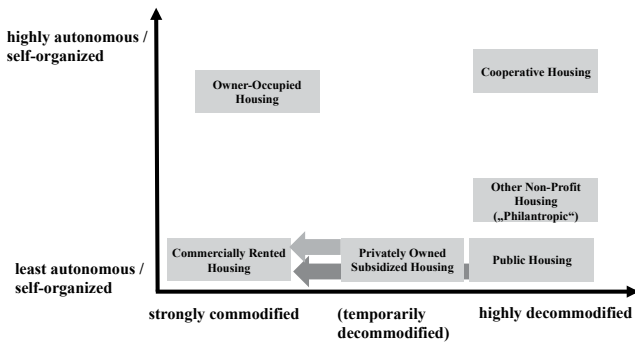 highly autonomous /
self-organized
Owner-Occupied
Housing
Cooperative Housing
Other Non-Profit
Housing
(„Philantropic“)
Commercially Rented
Housing
Privately Owned
Subsidized Housing
Public Housing
least autonomous /
self-organized
strongly commodified
(temporarily
decommodified)
highly decommodified